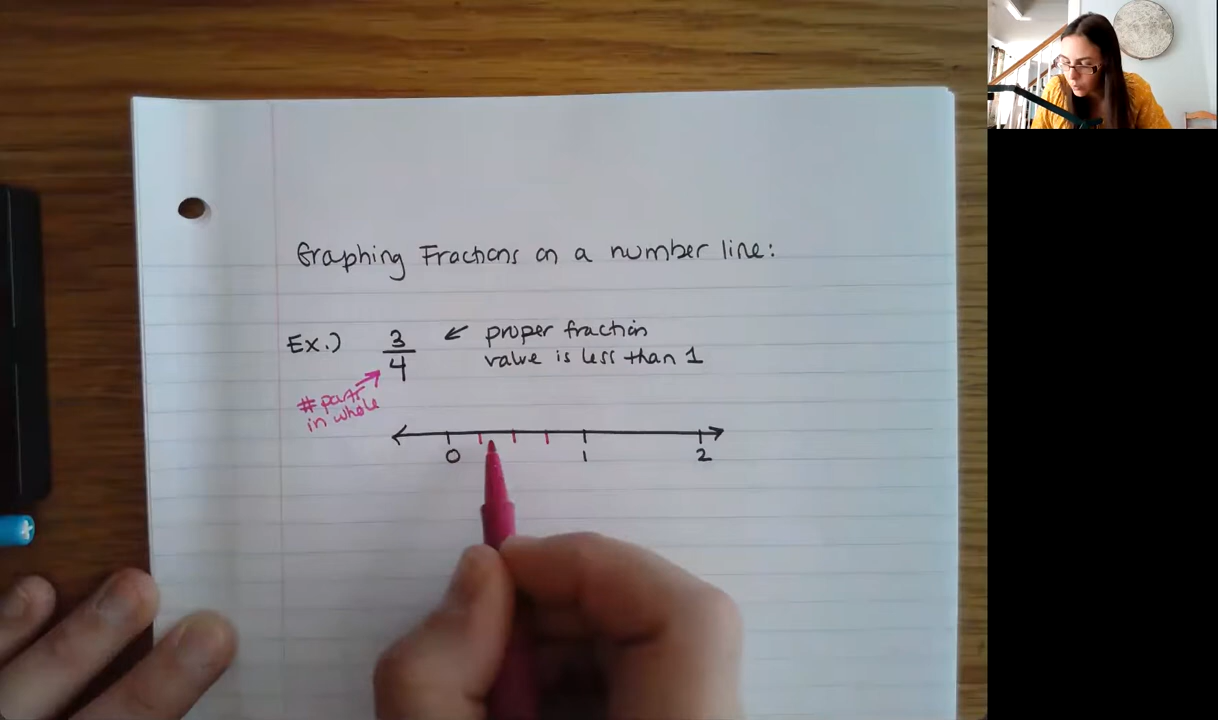 Graphing Fractions on a number line:
Ex.) 3/4 ← proper fraction
value is less than 1
# parts
in whole
0 1 2